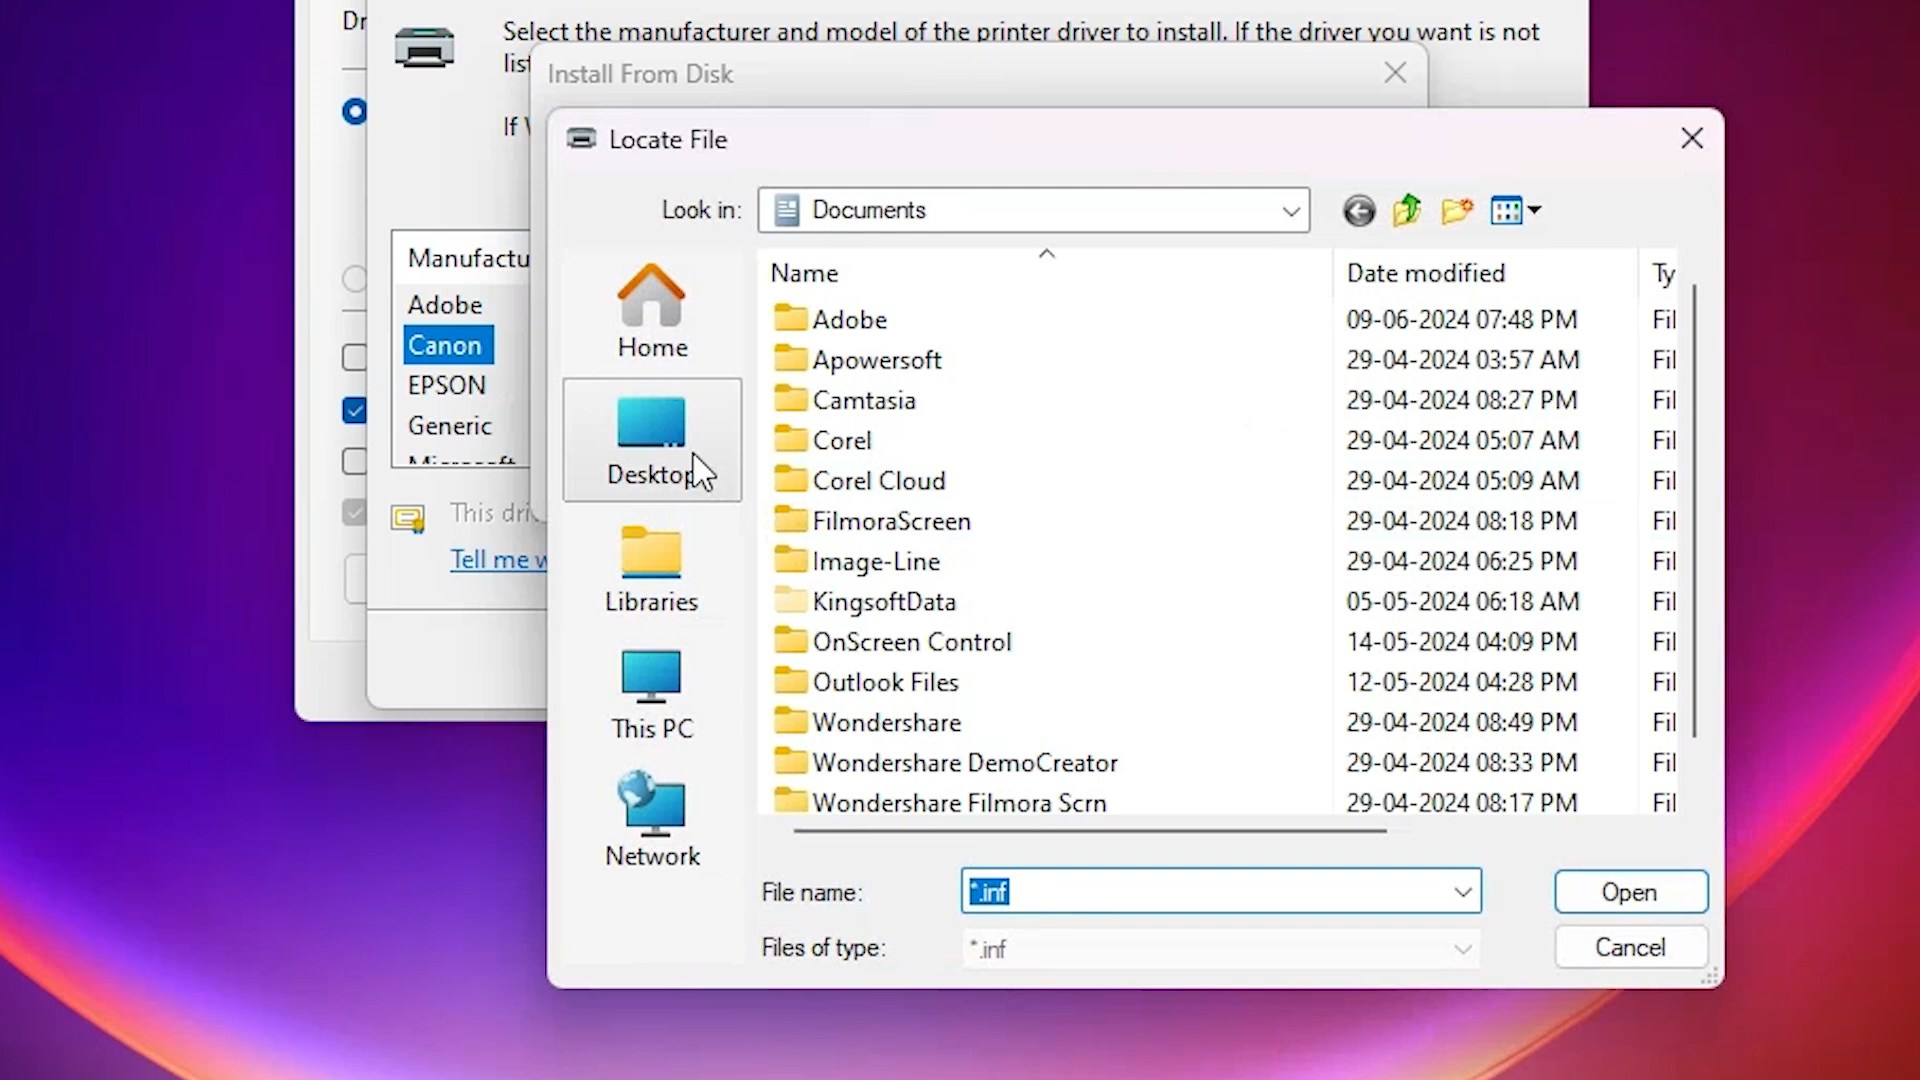 Dr
Select the manufacturer and model of the printer driver to install. If the driver you want is not
Install From Disk
If
Locate File
Look in:
Documents
Manufactu
Adobe
Canon
EPSON
Generic
Microsoft
This dri
Tell me w
Home
Desktop
Libraries
This PC
Network
Name
Date modified
Ty
Adobe
09-06-2024 07:48 PM
Fil
Apowersoft
29-04-2024 03:57 AM
Fil
Camtasia
29-04-2024 08:27 PM
Fil
Corel
29-04-2024 05:07 AM
Fil
Corel Cloud
29-04-2024 05:09 AM
Fil
FilmoraScreen
29-04-2024 08:18 PM
Fil
Image-Line
29-04-2024 06:25 PM
Fil
KingsoftData
05-05-2024 06:18 AM
Fil
OnScreen Control
14-05-2024 04:09 PM
Fil
Outlook Files
12-05-2024 04:28 PM
Fil
Wondershare
29-04-2024 08:49 PM
Fil
Wondershare DemoCreator
29-04-2024 08:33 PM
Fil
Wondershare Filmora Scrn
29-04-2024 08:17 PM
Fil
File name:
*.inf
Open
Files of type:
*.inf
Cancel